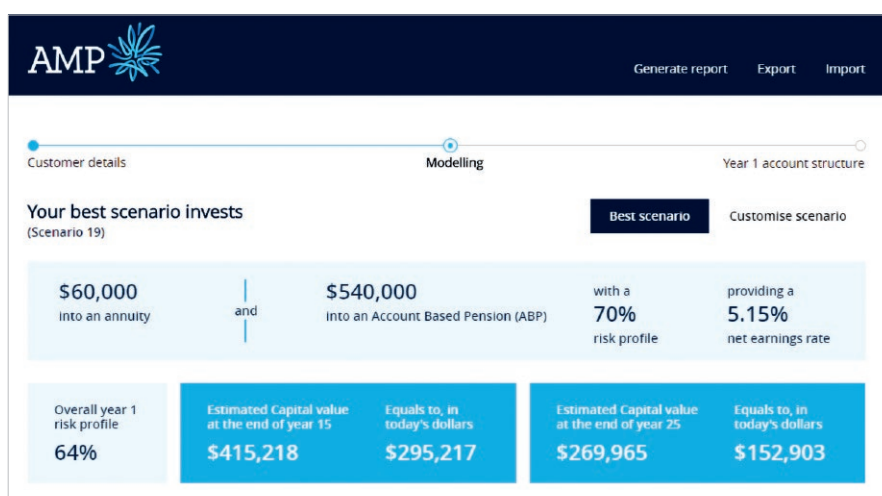 AMP
Generate report Export Import
Customer details Modelling Year 1 account structure
Your best scenario invests
(Scenario 19)
Best scenario Customise scenario
$60,000
into an annuity
and
$540,000
into an Account Based Pension (ABP)
with a
70%
risk profile
providing a
5.15%
net earnings rate
Overall year 1
risk profile
64%
Estimated Capital value
at the end of year 15
$415,218
Equals to, in
today's dollars
$295,217
Estimated Capital value
at the end of year 25
$269,965
Equals to, in
today's dollars
$152,903